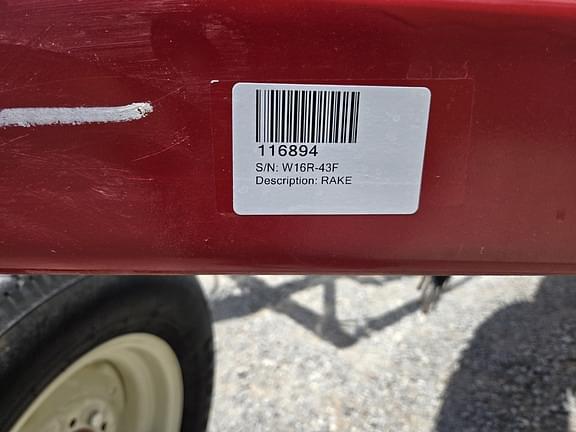 116894
S/N: W16R-43F
Description: RAKE